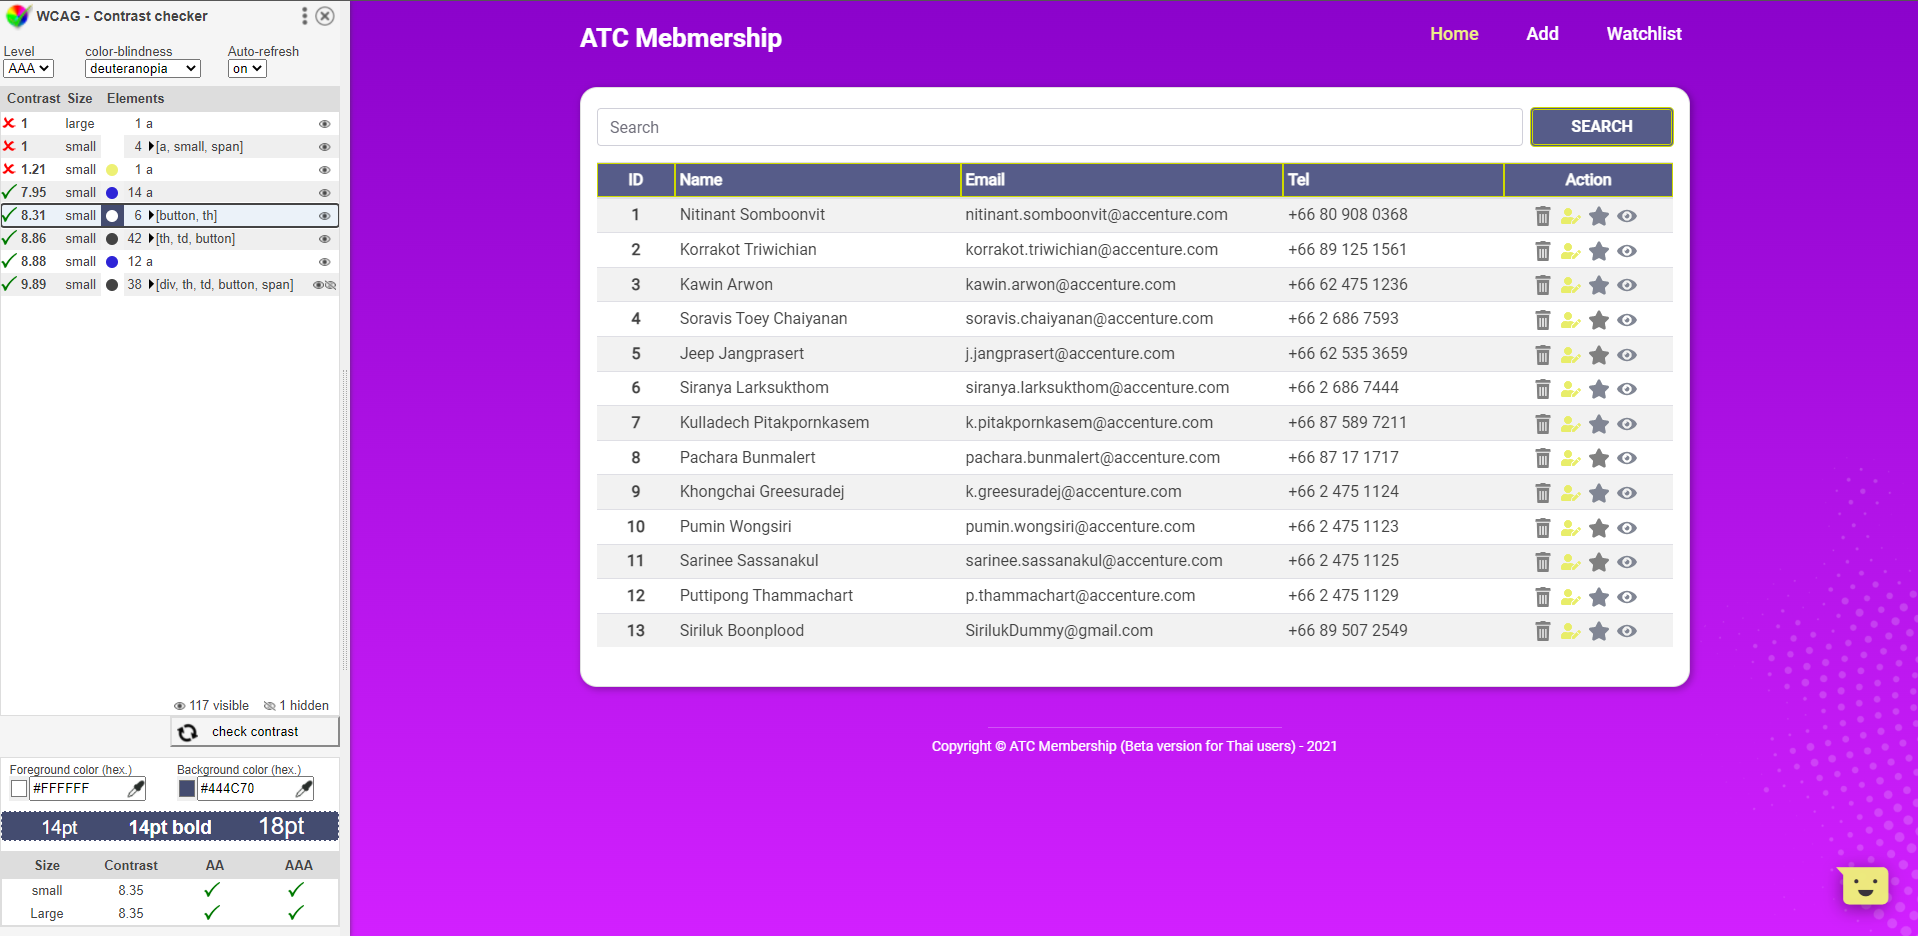 WCAG - Contrast checker
Level color-blindness Auto-refresh
AAA deuteranopia on
Contrast Size Elements
1 large 1 a
1 small 4 [a, small, span]
1.21 small 1 a
7.95 small 14 a
8.31 small 6 [button, th]
8.86 small 42 [th, td, button]
8.88 small 12 a
9.89 small 38 [div, th, td, button, span]
117 visible 1 hidden
check contrast
Foreground color (hex.) Background color (hex.)
#FFFFFF #444C70
14pt 14pt bold 18pt
Size Contrast AA AAA
small 8.35
Large 8.35
ATC Mebmership
Home Add Watchlist
Search SEARCH
ID Name Email Tel Action
1 Nitinant Somboonvit nitinant.somboonvit@accenture.com +66 80 908 0368
2 Korrakot Triwichian korrakot.triwichian@accenture.com +66 89 125 1561
3 Kawin Arwon kawin.arwon@accenture.com +66 62 475 1236
4 Soravis Toey Chaiyanan soravis.chaiyanan@accenture.com +66 2 686 7593
5 Jeep Jangprasert j.jangprasert@accenture.com +66 62 535 3659
6 Siranya Larksukthom siranya.larksukthom@accenture.com +66 2 686 7444
7 Kulladech Pitakpornkasem k.pitakpornkasem@accenture.com +66 87 589 7211
8 Pachara Bunmalert pachara.bunmalert@accenture.com +66 87 17 1717
9 Khongchai Greesuradej k.greesuradej@accenture.com +66 2 475 1124
10 Pumin Wongsiri pumin.wongsiri@accenture.com +66 2 475 1123
11 Sarinee Sassanakul sarinee.sassanakul@accenture.com +66 2 475 1125
12 Puttipong Thammachart p.thammachart@accenture.com +66 2 475 1129
13 Siriluk Boonplood SirilukDummy@gmail.com +66 89 507 2549
Copyright © ATC Membership (Beta version for Thai users) - 2021